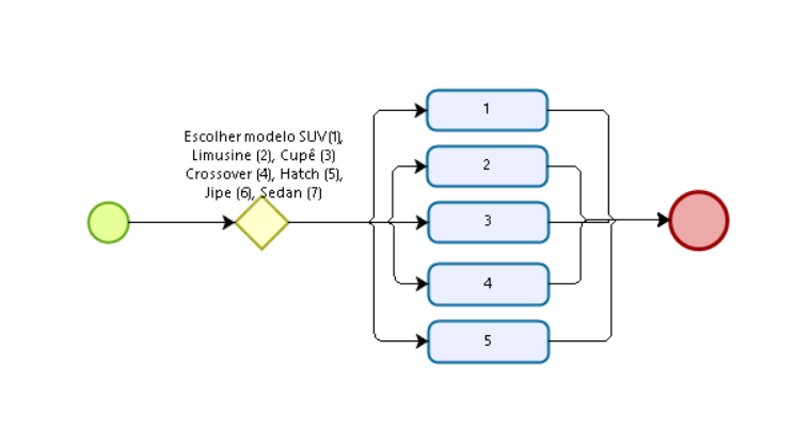 Escolher modelo SUV(1),
Limusine (2), Cupê (3)
Crossover (4), Hatch (5),
Jipe (6), Sedan (7)
1
2
3
4
5